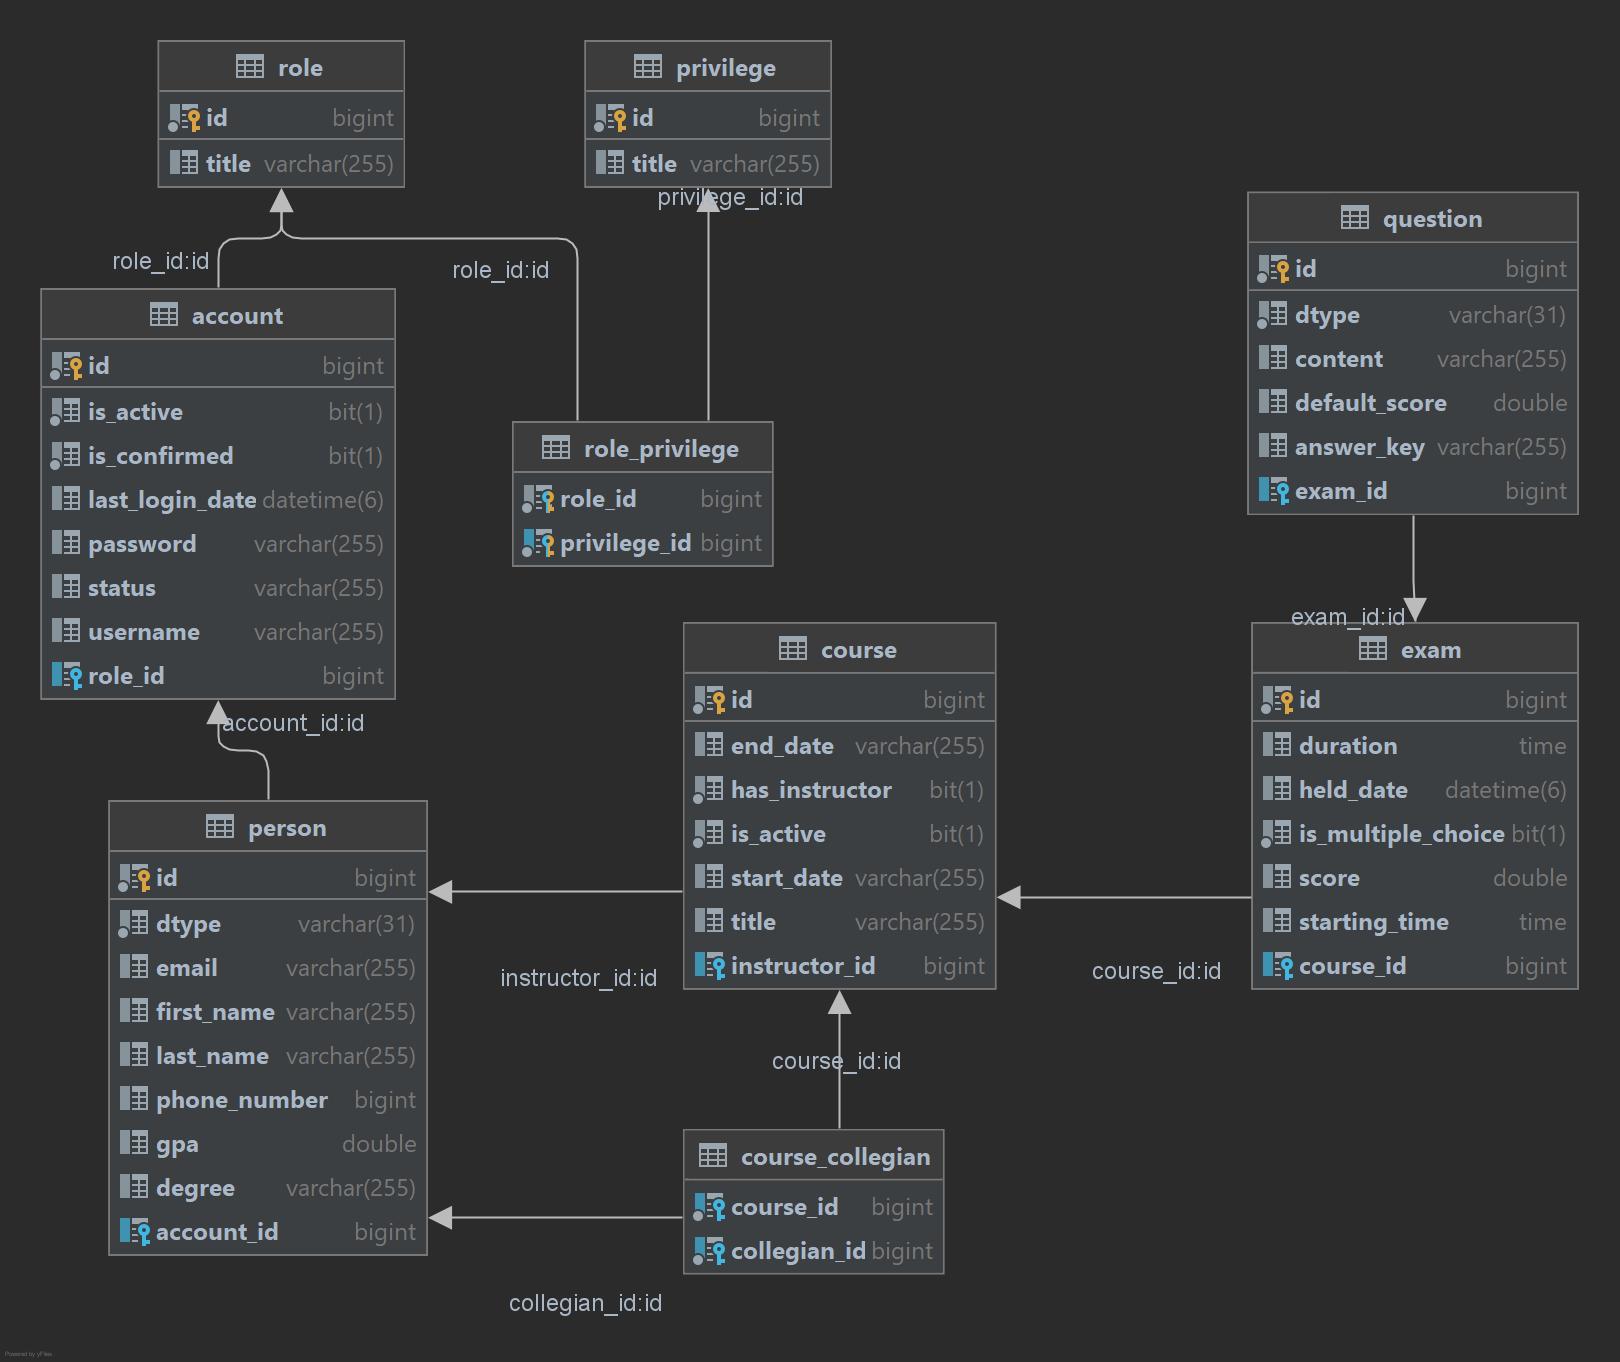 role
id bigint
title varchar(255)
privilege
id bigint
title varchar(255)
privilege_id:id
role_id:id
role_id:id
question
id bigint
dtype varchar(31)
content varchar(255)
default_score double
answer_key varchar(255)
exam_id bigint
account
id bigint
is_active bit(1)
is_confirmed bit(1)
last_login_date datetime(6)
password varchar(255)
status varchar(255)
username varchar(255)
role_id bigint
role_privilege
role_id bigint
privilege_id bigint
exam_id:id
account_id:id
course
id bigint
end_date varchar(255)
has_instructor bit(1)
is_active bit(1)
start_date varchar(255)
title varchar(255)
instructor_id bigint
exam
id bigint
duration time
held_date datetime(6)
is_multiple_choice bit(1)
score double
starting_time time
course_id bigint
person
id bigint
dtype varchar(31)
email varchar(255)
first_name varchar(255)
last_name varchar(255)
phone_number bigint
gpa double
degree varchar(255)
account_id bigint
instructor_id:id
course_id:id
course_id:id
course_collegian
course_id bigint
collegian_id bigint
collegian_id:id
Powered by yFiles